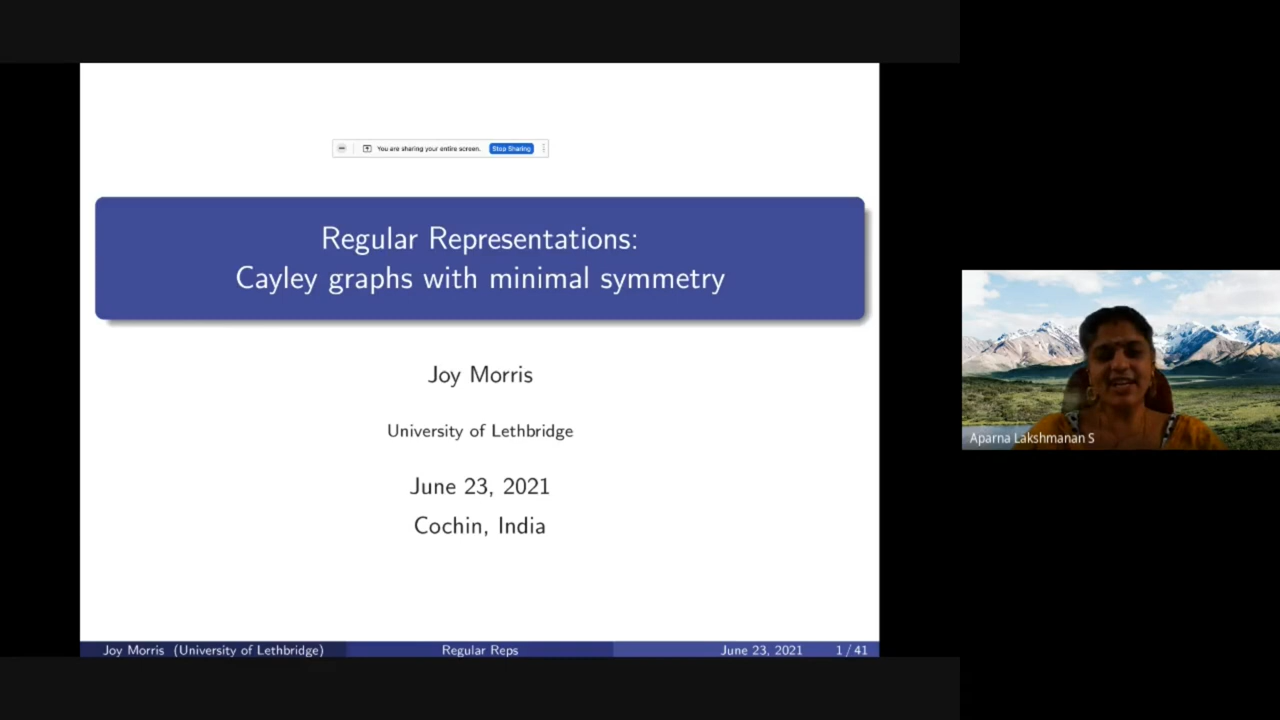 You are sharing your entire screen. Stop Sharing
Regular Representations:
Cayley graphs with minimal symmetry
Joy Morris
University of Lethbridge
June 23, 2021
Cochin, India
Joy Morris (University of Lethbridge) Regular Reps June 23, 2021 1 / 41
Aparna Lakshmanan S